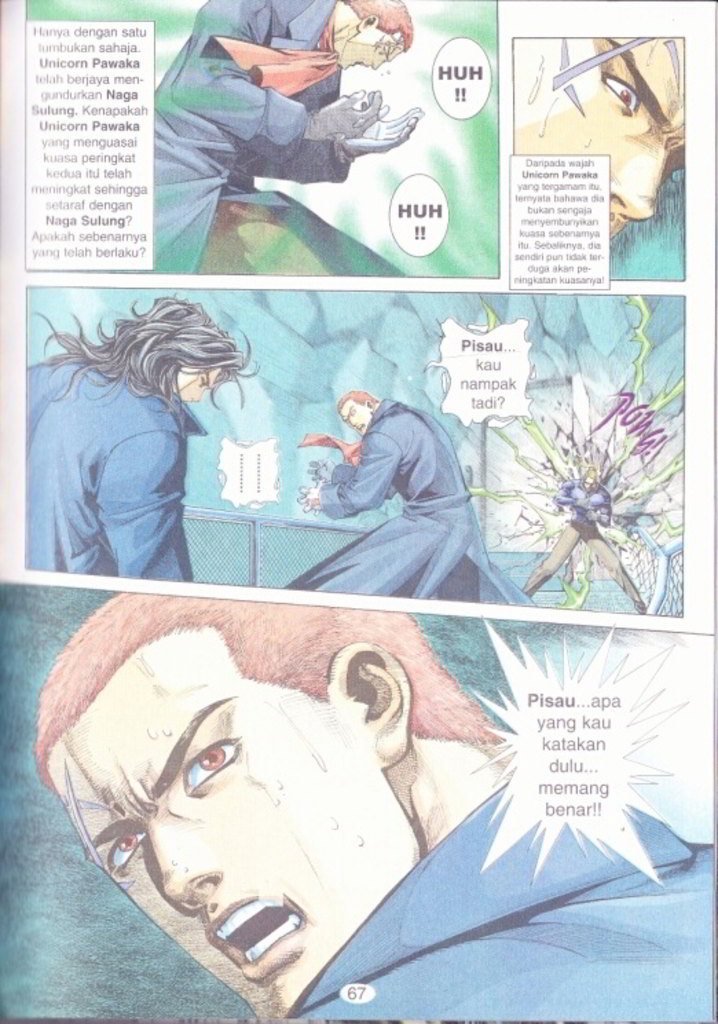 Hanya dengan satu
tumbukan sahaja.
Unicorn Pawaka
telah berjaya men-
gundurkan Naga
Sulung. Kenapakah
Unicorn Pawaka
yang menguasai
kuasa peringkat
kedua itu telah
meningkat sehingga
setaraf dengan
Naga Sulung?
Apakah sebenarnya
yang telah berlaku?
HUH
!!
HUH
!!
Daripada wajah
Unicorn Pawaka
yang tergamam itu,
ternyata bahawa dia
bukan sengaja
menyembunyikan
kuasa sebenarnya
itu. Sebaliknya, dia
sendiri pun tidak ter-
duga akan pe-
ningkatan kuasanya!
Pisau...
kau
nampak
tadi?
PONG!!
Pisau...apa
yang kau
katakan
dulu...
memang
benar!!
67